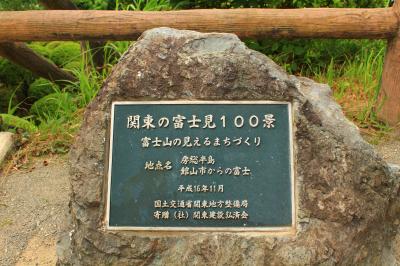 関東の富士見100景
富士山の見えるまちづくり
地点名 房総半島
館山市からの富士
平成16年11月
国土交通省関東地方整備局
寄贈(社)関東建設弘済会